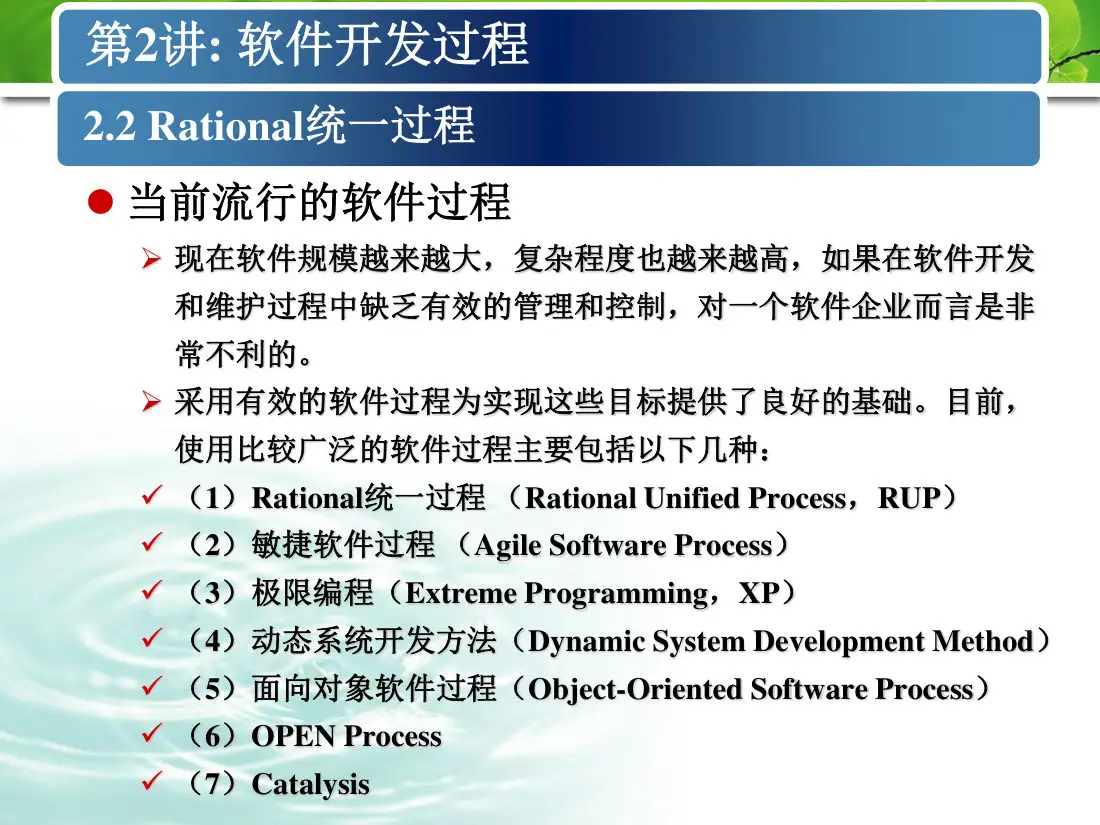 第2讲: 软件开发过程
2.2 Rational统一过程
当前流行的软件过程
现在软件规模越来越大，复杂程度也越来越高，如果在软件开发
和维护过程中缺乏有效的管理和控制，对一个软件企业而言是非
常不利的。
采用有效的软件过程为实现这些目标提供了良好的基础。目前，
使用比较广泛的软件过程主要包括以下几种：
（1）Rational统一过程 （Rational Unified Process，RUP）
（2）敏捷软件过程 （Agile Software Process）
（3）极限编程（Extreme Programming，XP）
（4）动态系统开发方法（Dynamic System Development Method）
（5）面向对象软件过程（Object-Oriented Software Process）
（6）OPEN Process
（7）Catalysis